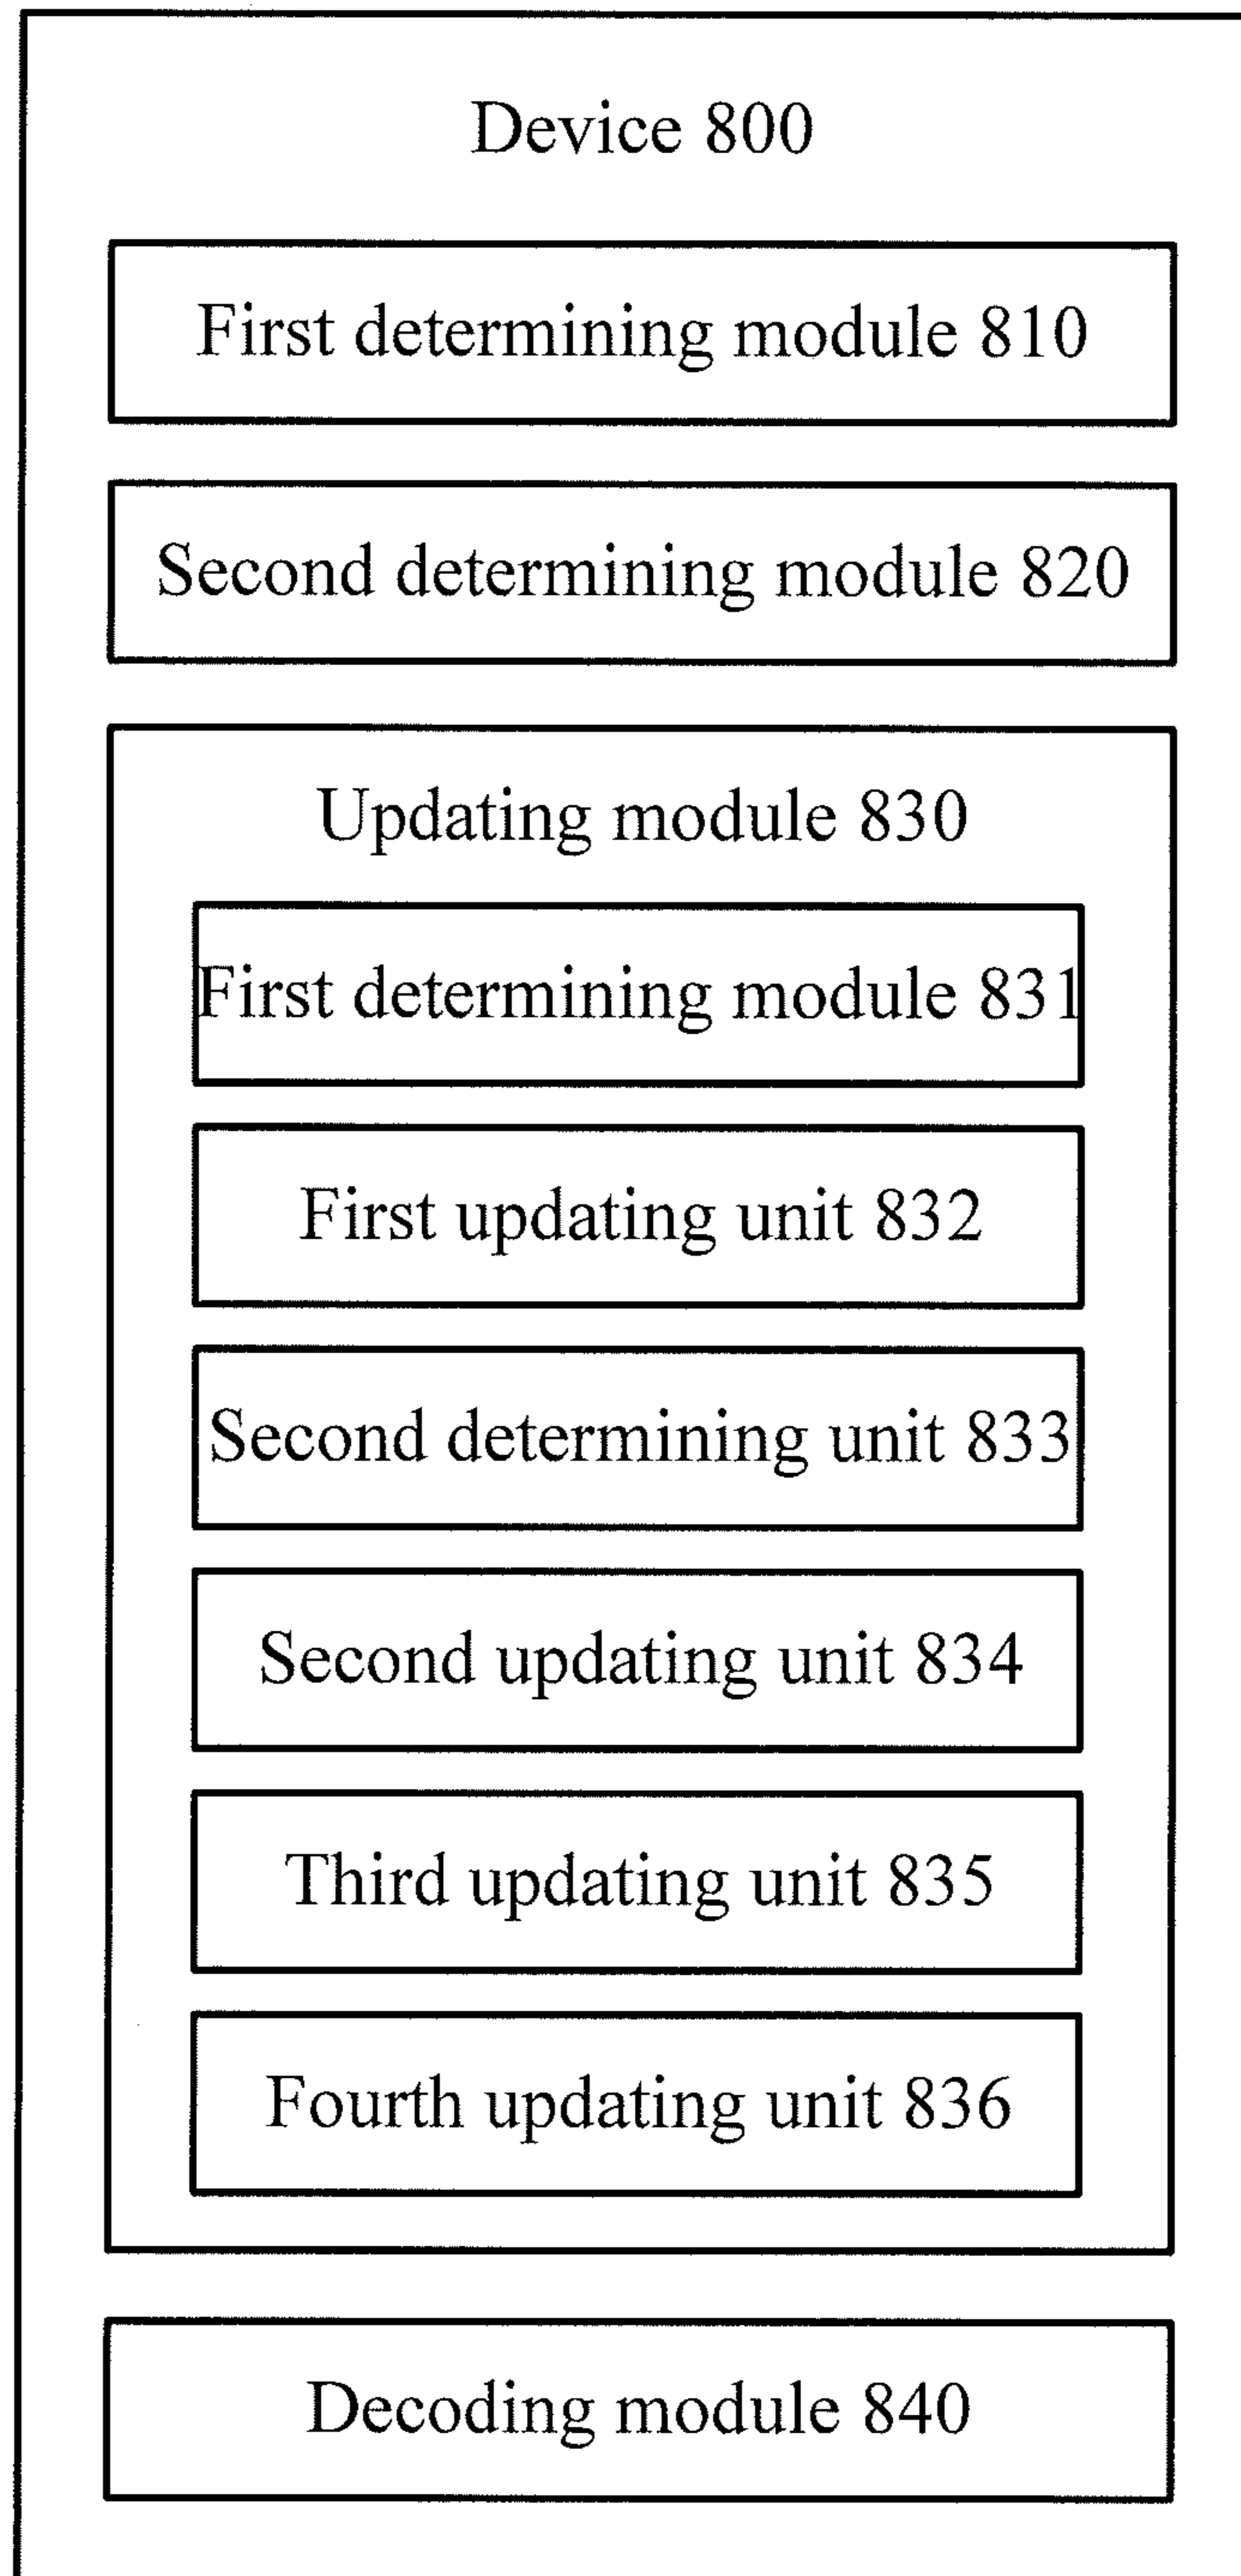 Device 800
First determining module 810
Second determining module 820
Updating module 830
First determining module 831
First updating unit 832
Second determining unit 833
Second updating unit 834
Third updating unit 835
Fourth updating unit 836
Decoding module 840